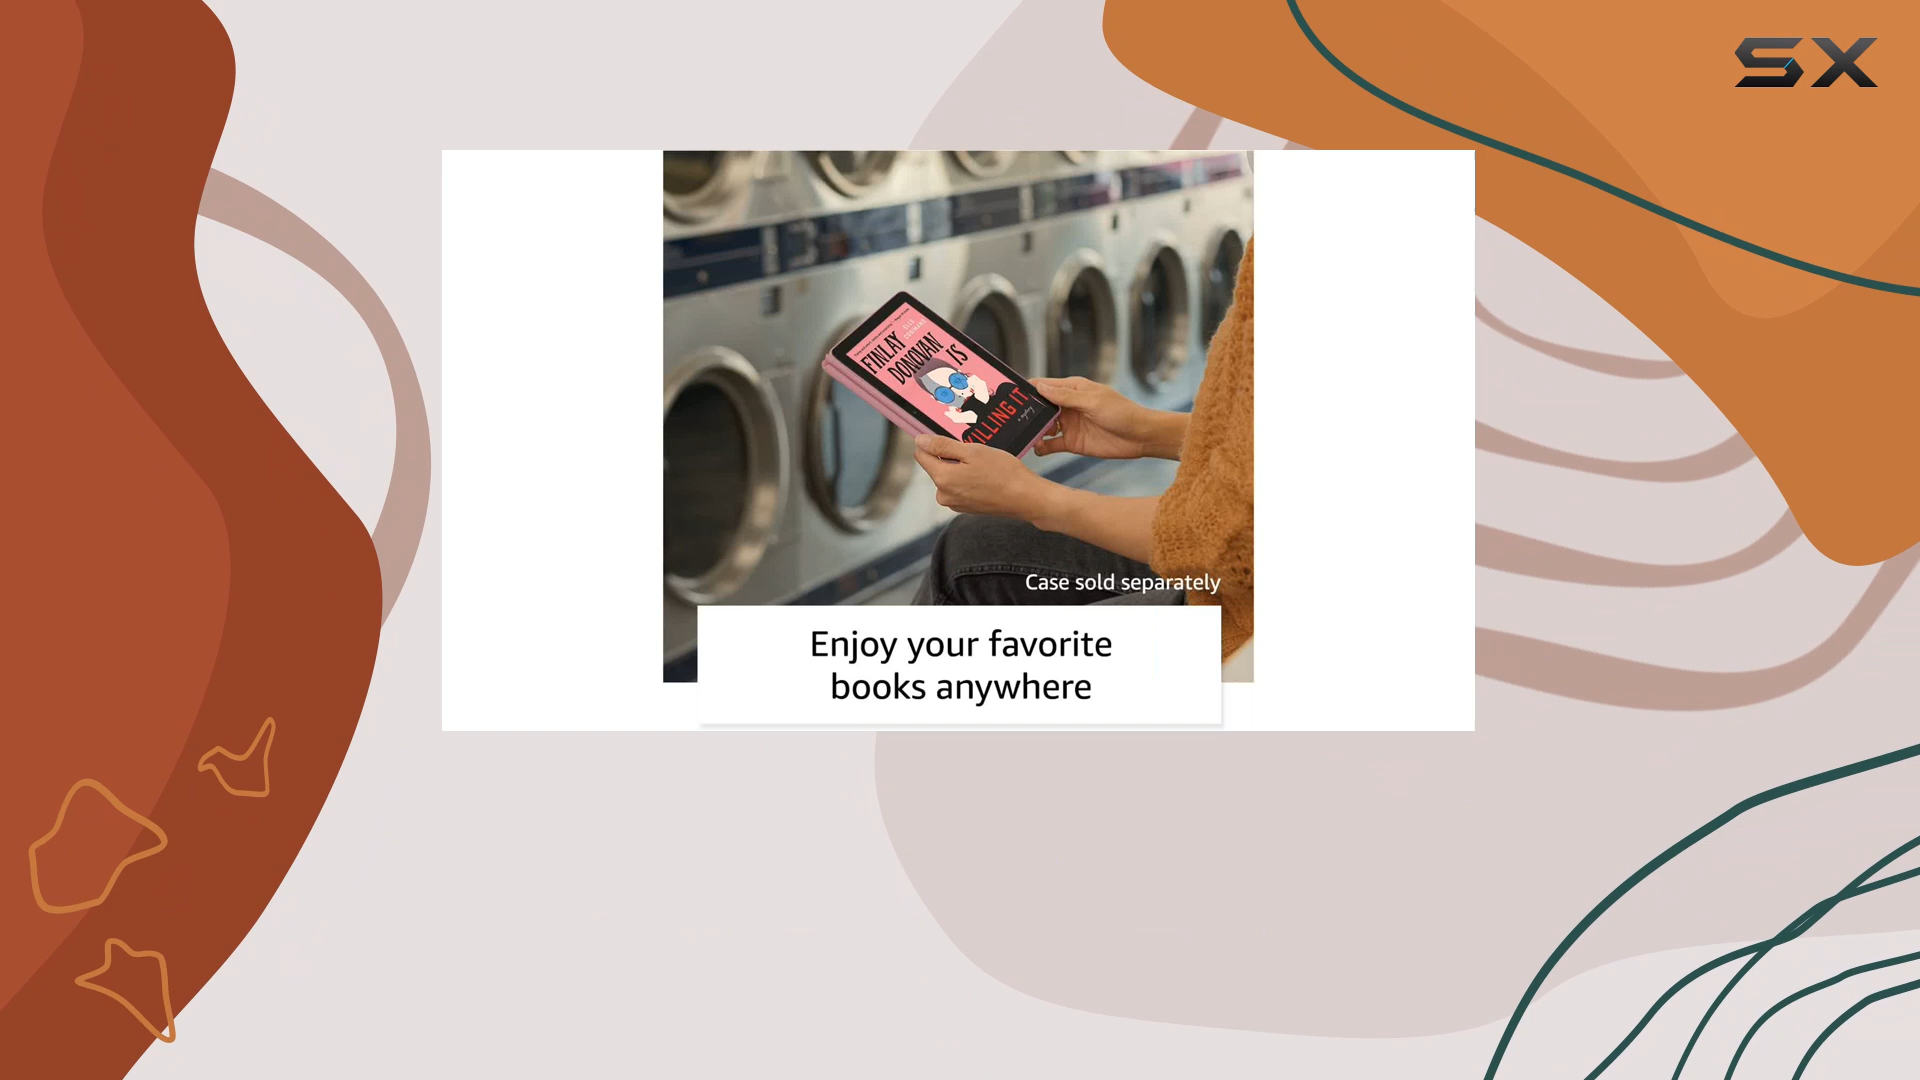 SX
FINLAY
DONOVAN
IS
KILLING IT
Case sold separately
Enjoy your favorite
books anywhere